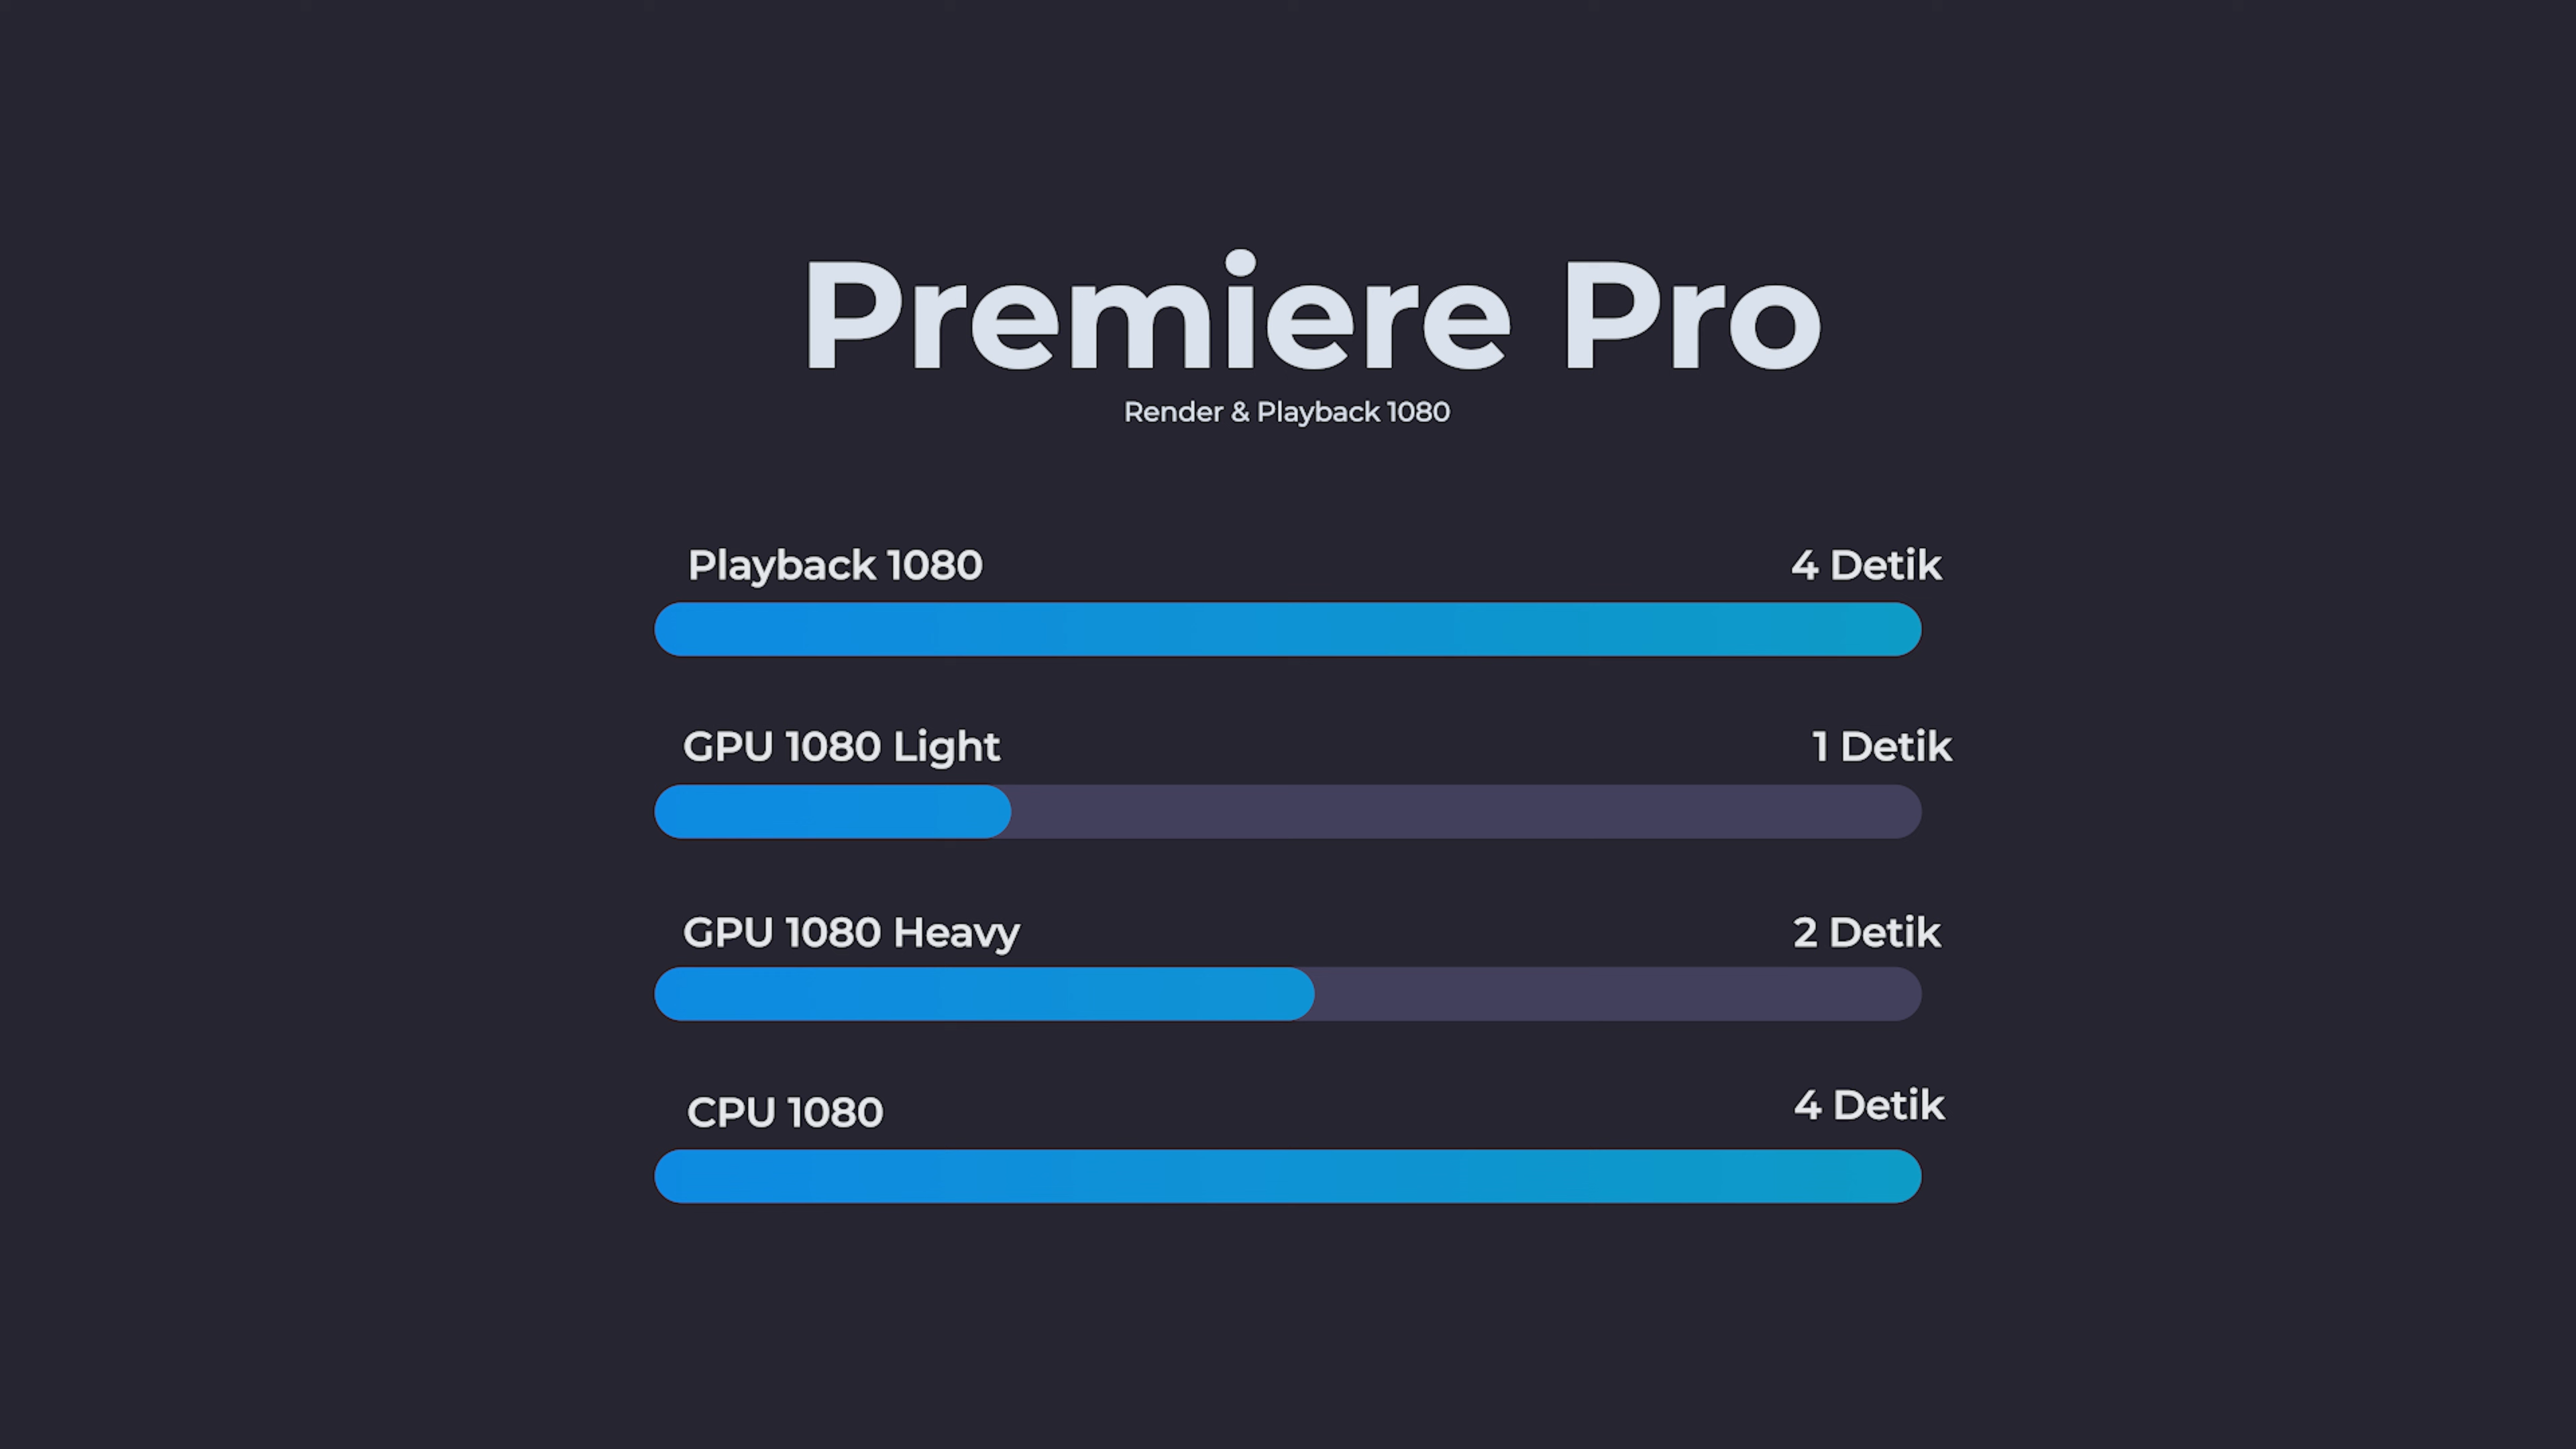 Premiere Pro
Render & Playback 1080
Playback 1080 4 Detik
GPU 1080 Light 1 Detik
GPU 1080 Heavy 2 Detik
CPU 1080 4 Detik